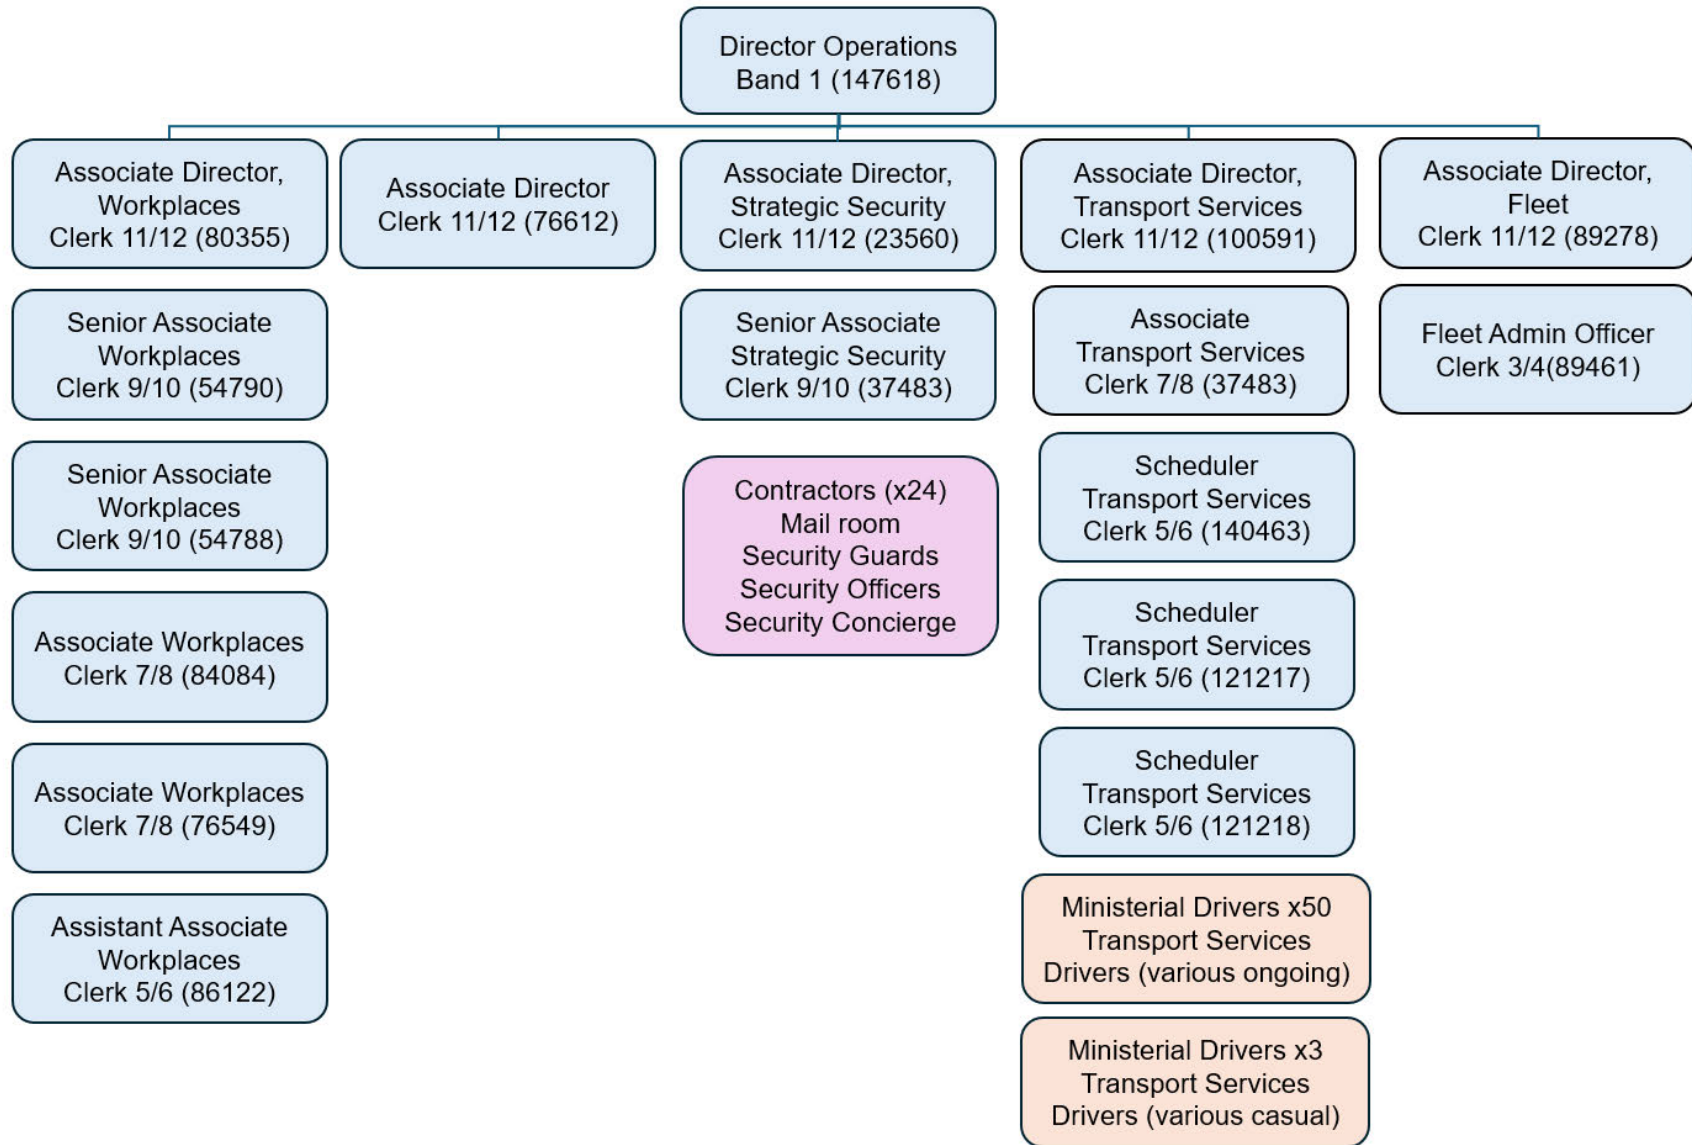 Director Operations
Band 1 (147618)
Associate Director,
Workplaces
Clerk 11/12 (80355)
Associate Director
Clerk 11/12 (76612)
Associate Director,
Strategic Security
Clerk 11/12 (23560)
Associate Director,
Transport Services
Clerk 11/12 (100591)
Associate Director,
Fleet
Clerk 11/12 (89278)
Senior Associate
Workplaces
Clerk 9/10 (54790)
Senior Associate
Strategic Security
Clerk 9/10 (37483)
Associate
Transport Services
Clerk 7/8 (37483)
Fleet Admin Officer
Clerk 3/4(89461)
Senior Associate
Workplaces
Clerk 9/10 (54788)
Contractors (x24)
Mail room
Security Guards
Security Officers
Security Concierge
Scheduler
Transport Services
Clerk 5/6 (140463)
Associate Workplaces
Clerk 7/8 (84084)
Scheduler
Transport Services
Clerk 5/6 (121217)
Associate Workplaces
Clerk 7/8 (76549)
Scheduler
Transport Services
Clerk 5/6 (121218)
Assistant Associate
Workplaces
Clerk 5/6 (86122)
Ministerial Drivers x50
Transport Services
Drivers (various ongoing)
Ministerial Drivers x3
Transport Services
Drivers (various casual)